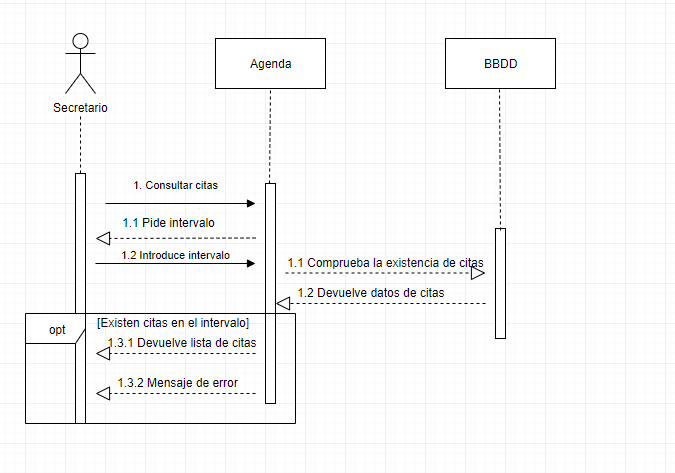 Agenda
BBDD
Secretario
1. Consultar citas
1.1 Pide intervalo
1.2 Introduce intervalo
1.1 Comprueba la existencia de citas
1.2 Devuelve datos de citas
opt
[Existen citas en el intervalo]
1.3.1 Devuelve lista de citas
1.3.2 Mensaje de error